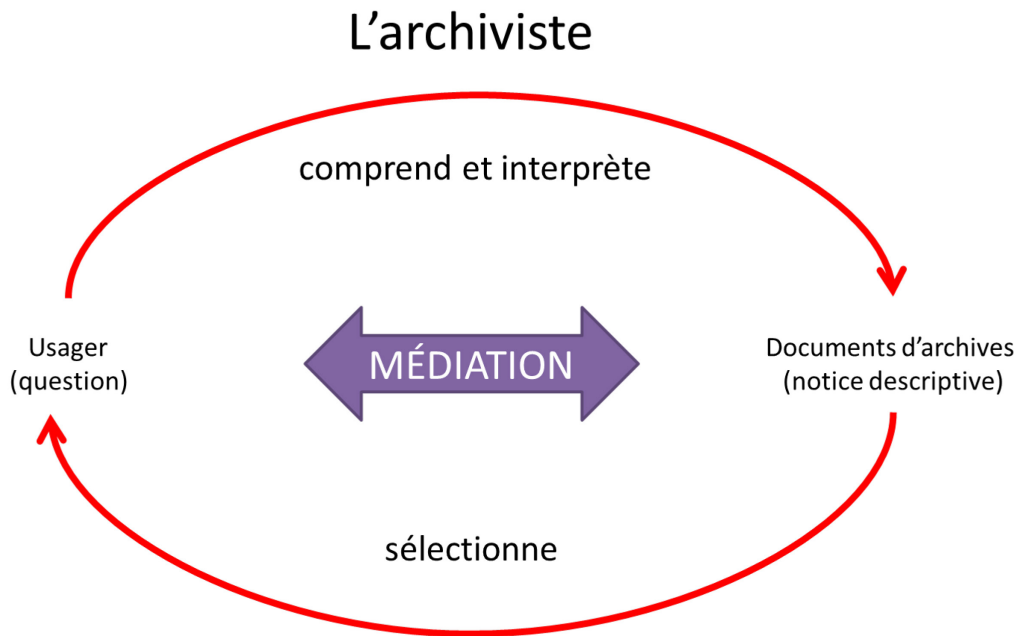 L’archiviste
comprend et interprète
Usager
(question)
MÉDIATION
Documents d’archives
(notice descriptive)
sélectionne